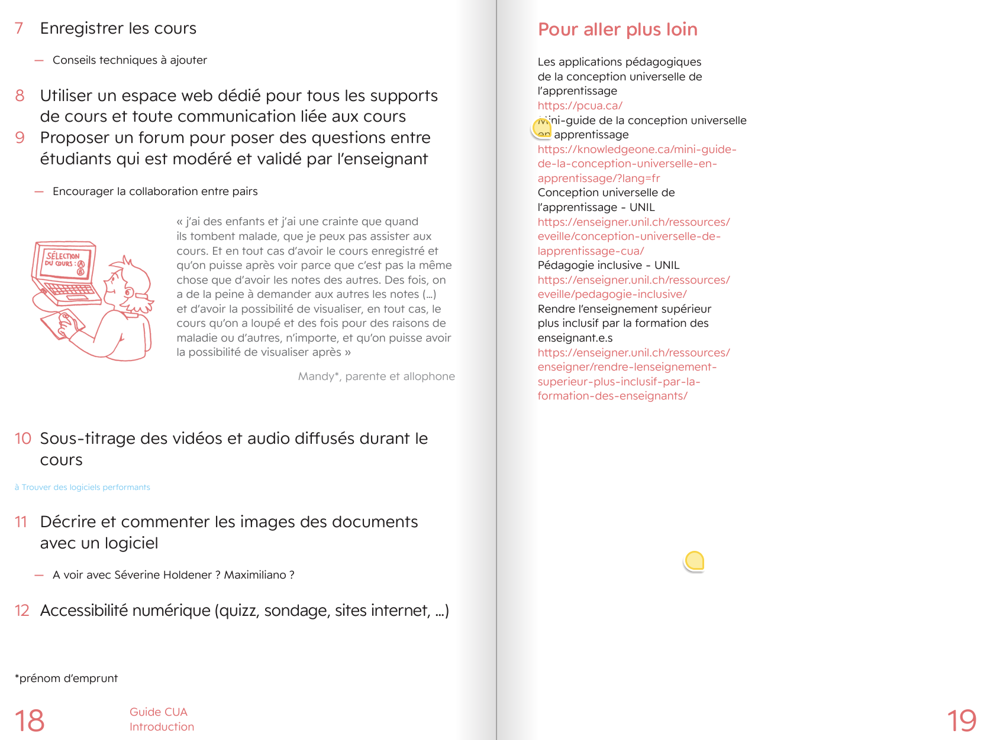 7 Enregistrer les cours
— Conseils techniques à ajouter
8 Utiliser un espace web dédié pour tous les supports
de cours et toute communication liée aux cours
9 Proposer un forum pour poser des questions entre
étudiants qui est modéré et validé par l’enseignant
— Encourager la collaboration entre pairs
SÉLECTION
DU COURS : A
B
« j’ai des enfants et j’ai une crainte que quand
ils tombent malade, que je peux pas assister aux
cours. Et en tout cas d’avoir le cours enregistré et
qu’on puisse après voir parce que c’est pas la même
chose que d’avoir les notes des autres. Des fois, on
a de la peine à demander aux autres les notes (…)
et d’avoir la possibilité de visualiser, en tout cas, le
cours qu’on a loupé et des fois pour des raisons de
maladie ou d’autres, n’importe, et qu’on puisse avoir
la possibilité de visualiser après »
Mandy*, parente et allophone
10 Sous-titrage des vidéos et audio diffusés durant le
cours
à Trouver des logiciels performants
11 Décrire et commenter les images des documents
avec un logiciel
— A voir avec Séverine Holdener ? Maximiliano ?
12 Accessibilité numérique (quizz, sondage, sites internet, …)
*prénom d’emprunt
18
Guide CUA
Introduction
Pour aller plus loin
Les applications pédagogiques
de la conception universelle de
l’apprentissage
https://pcua.ca/
Mini-guide de la conception universelle
en apprentissage
https://knowledgeone.ca/mini-guide-
de-la-conception-universelle-en-
apprentissage/?lang=fr
Conception universelle de
l’apprentissage - UNIL
https://enseigner.unil.ch/ressources/
eveille/conception-universelle-de-
lapprentissage-cua/
Pédagogie inclusive - UNIL
https://enseigner.unil.ch/ressources/
eveille/pedagogie-inclusive/
Rendre l’enseignement supérieur
plus inclusif par la formation des
enseignant.e.s
https://enseigner.unil.ch/ressources/
enseigner/rendre-lenseignement-
superieur-plus-inclusif-par-la-
formation-des-enseignants/
19